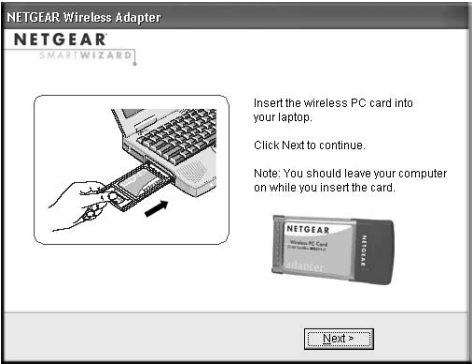 NETGEAR Wireless Adapter
NETGEAR
SMARTWIZARD
Insert the wireless PC card into
your laptop.
Click Next to continue.
Note: You should leave your computer
on while you insert the card.
NETGEAR
Wireless PC Card
NETGEAR
adapter
Next >